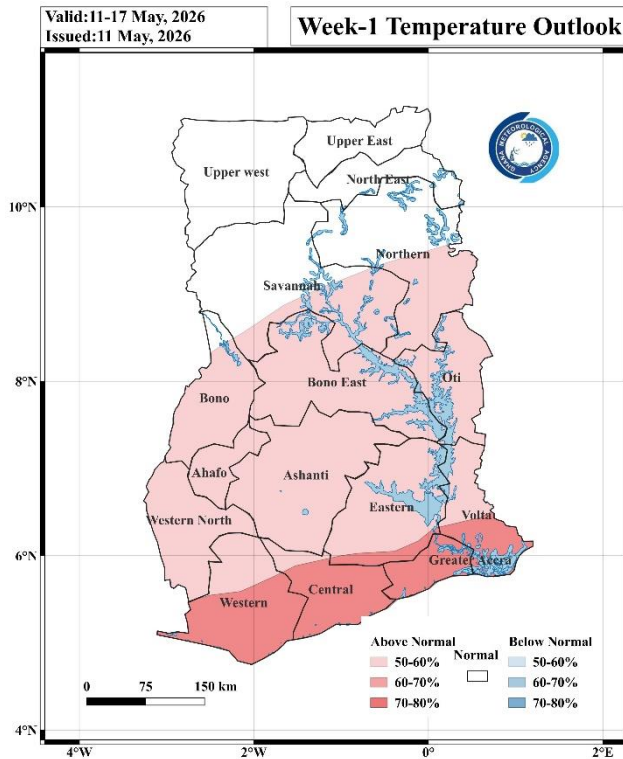 Valid:11-17 May, 2026
Issued:11 May, 2026
Week-1 Temperature Outlook
GHANA METEOROLOGICAL AGENCY
Upper East
Upper west
North East
10°N
Northern
Savannah
8°N
Bono East
Oti
Bono
Ahafo
Ashanti
Western North
Eastern
Volta
6°N
Greater Accra
Central
Western
Above Normal
Normal
Below Normal
50-60%
50-60%
60-70%
60-70%
70-80%
70-80%
0 75 150 km
4°N
4°W 2°W 0° 2°E